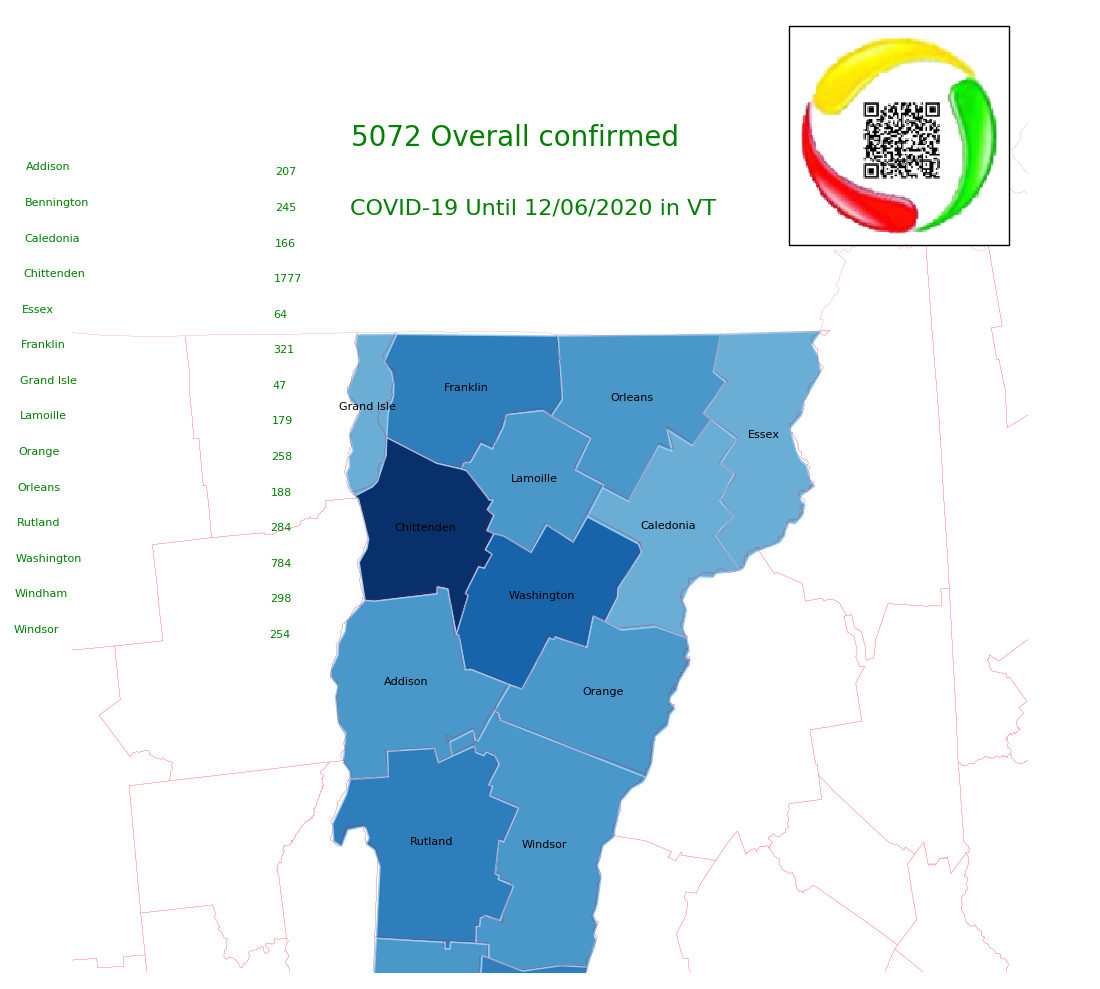 5072 Overall confirmed
COVID-19 Until 12/06/2020 in VT
Addison 207
Bennington 245
Caledonia 166
Chittenden 1777
Essex 64
Franklin 321
Grand Isle 47
Lamoille 179
Orange 258
Orleans 188
Rutland 284
Washington 784
Windham 298
Windsor 254
Franklin
Orleans
Grand Isle
Essex
Lamoille
Chittenden
Caledonia
Washington
Addison
Orange
Rutland
Windsor